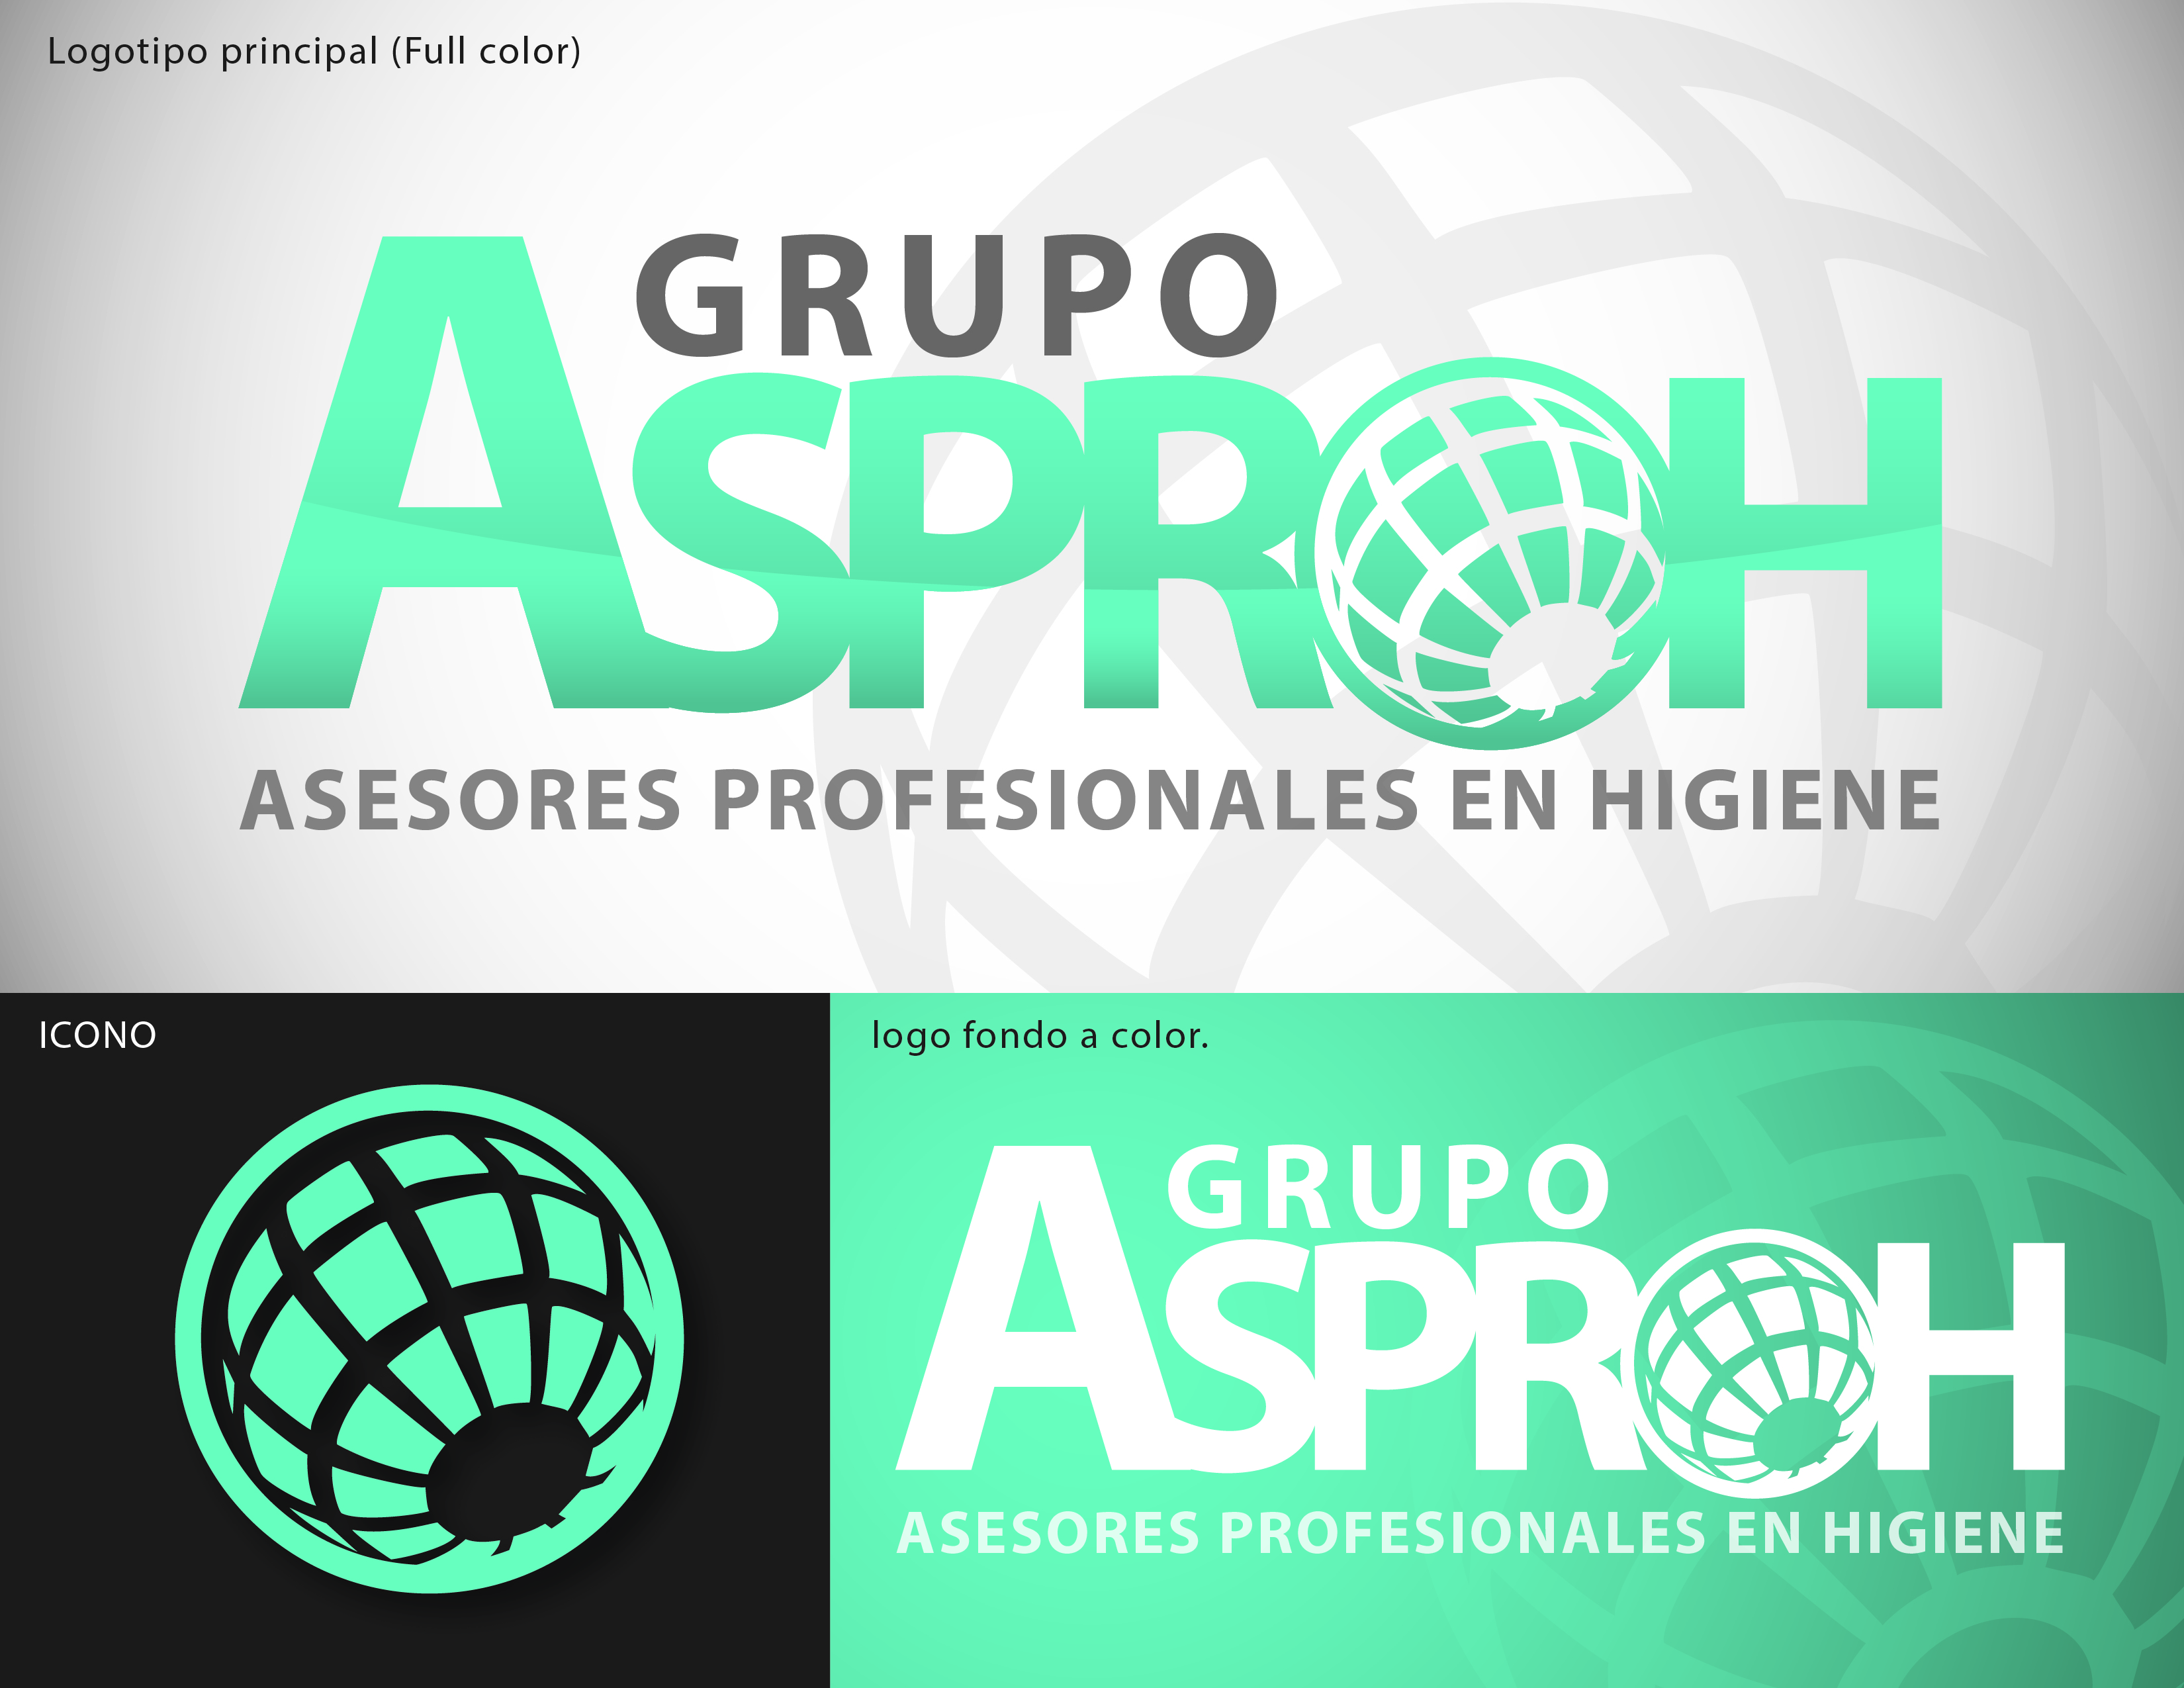 Logotipo principal (Full color)
GRUPO
ASPROH
ASESORES PROFESIONALES EN HIGIENE
ICONO
logo fondo a color.
GRUPO
ASPROH
ASESORES PROFESIONALES EN HIGIENE